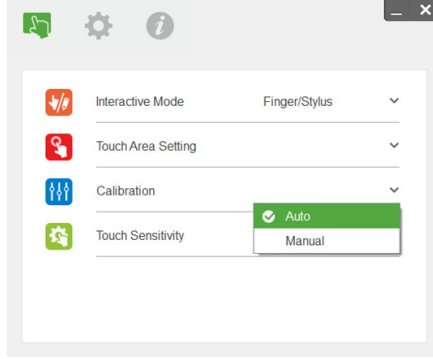 Interactive Mode Finger/Stylus
Touch Area Setting
Calibration
Auto
Manual
Touch Sensitivity